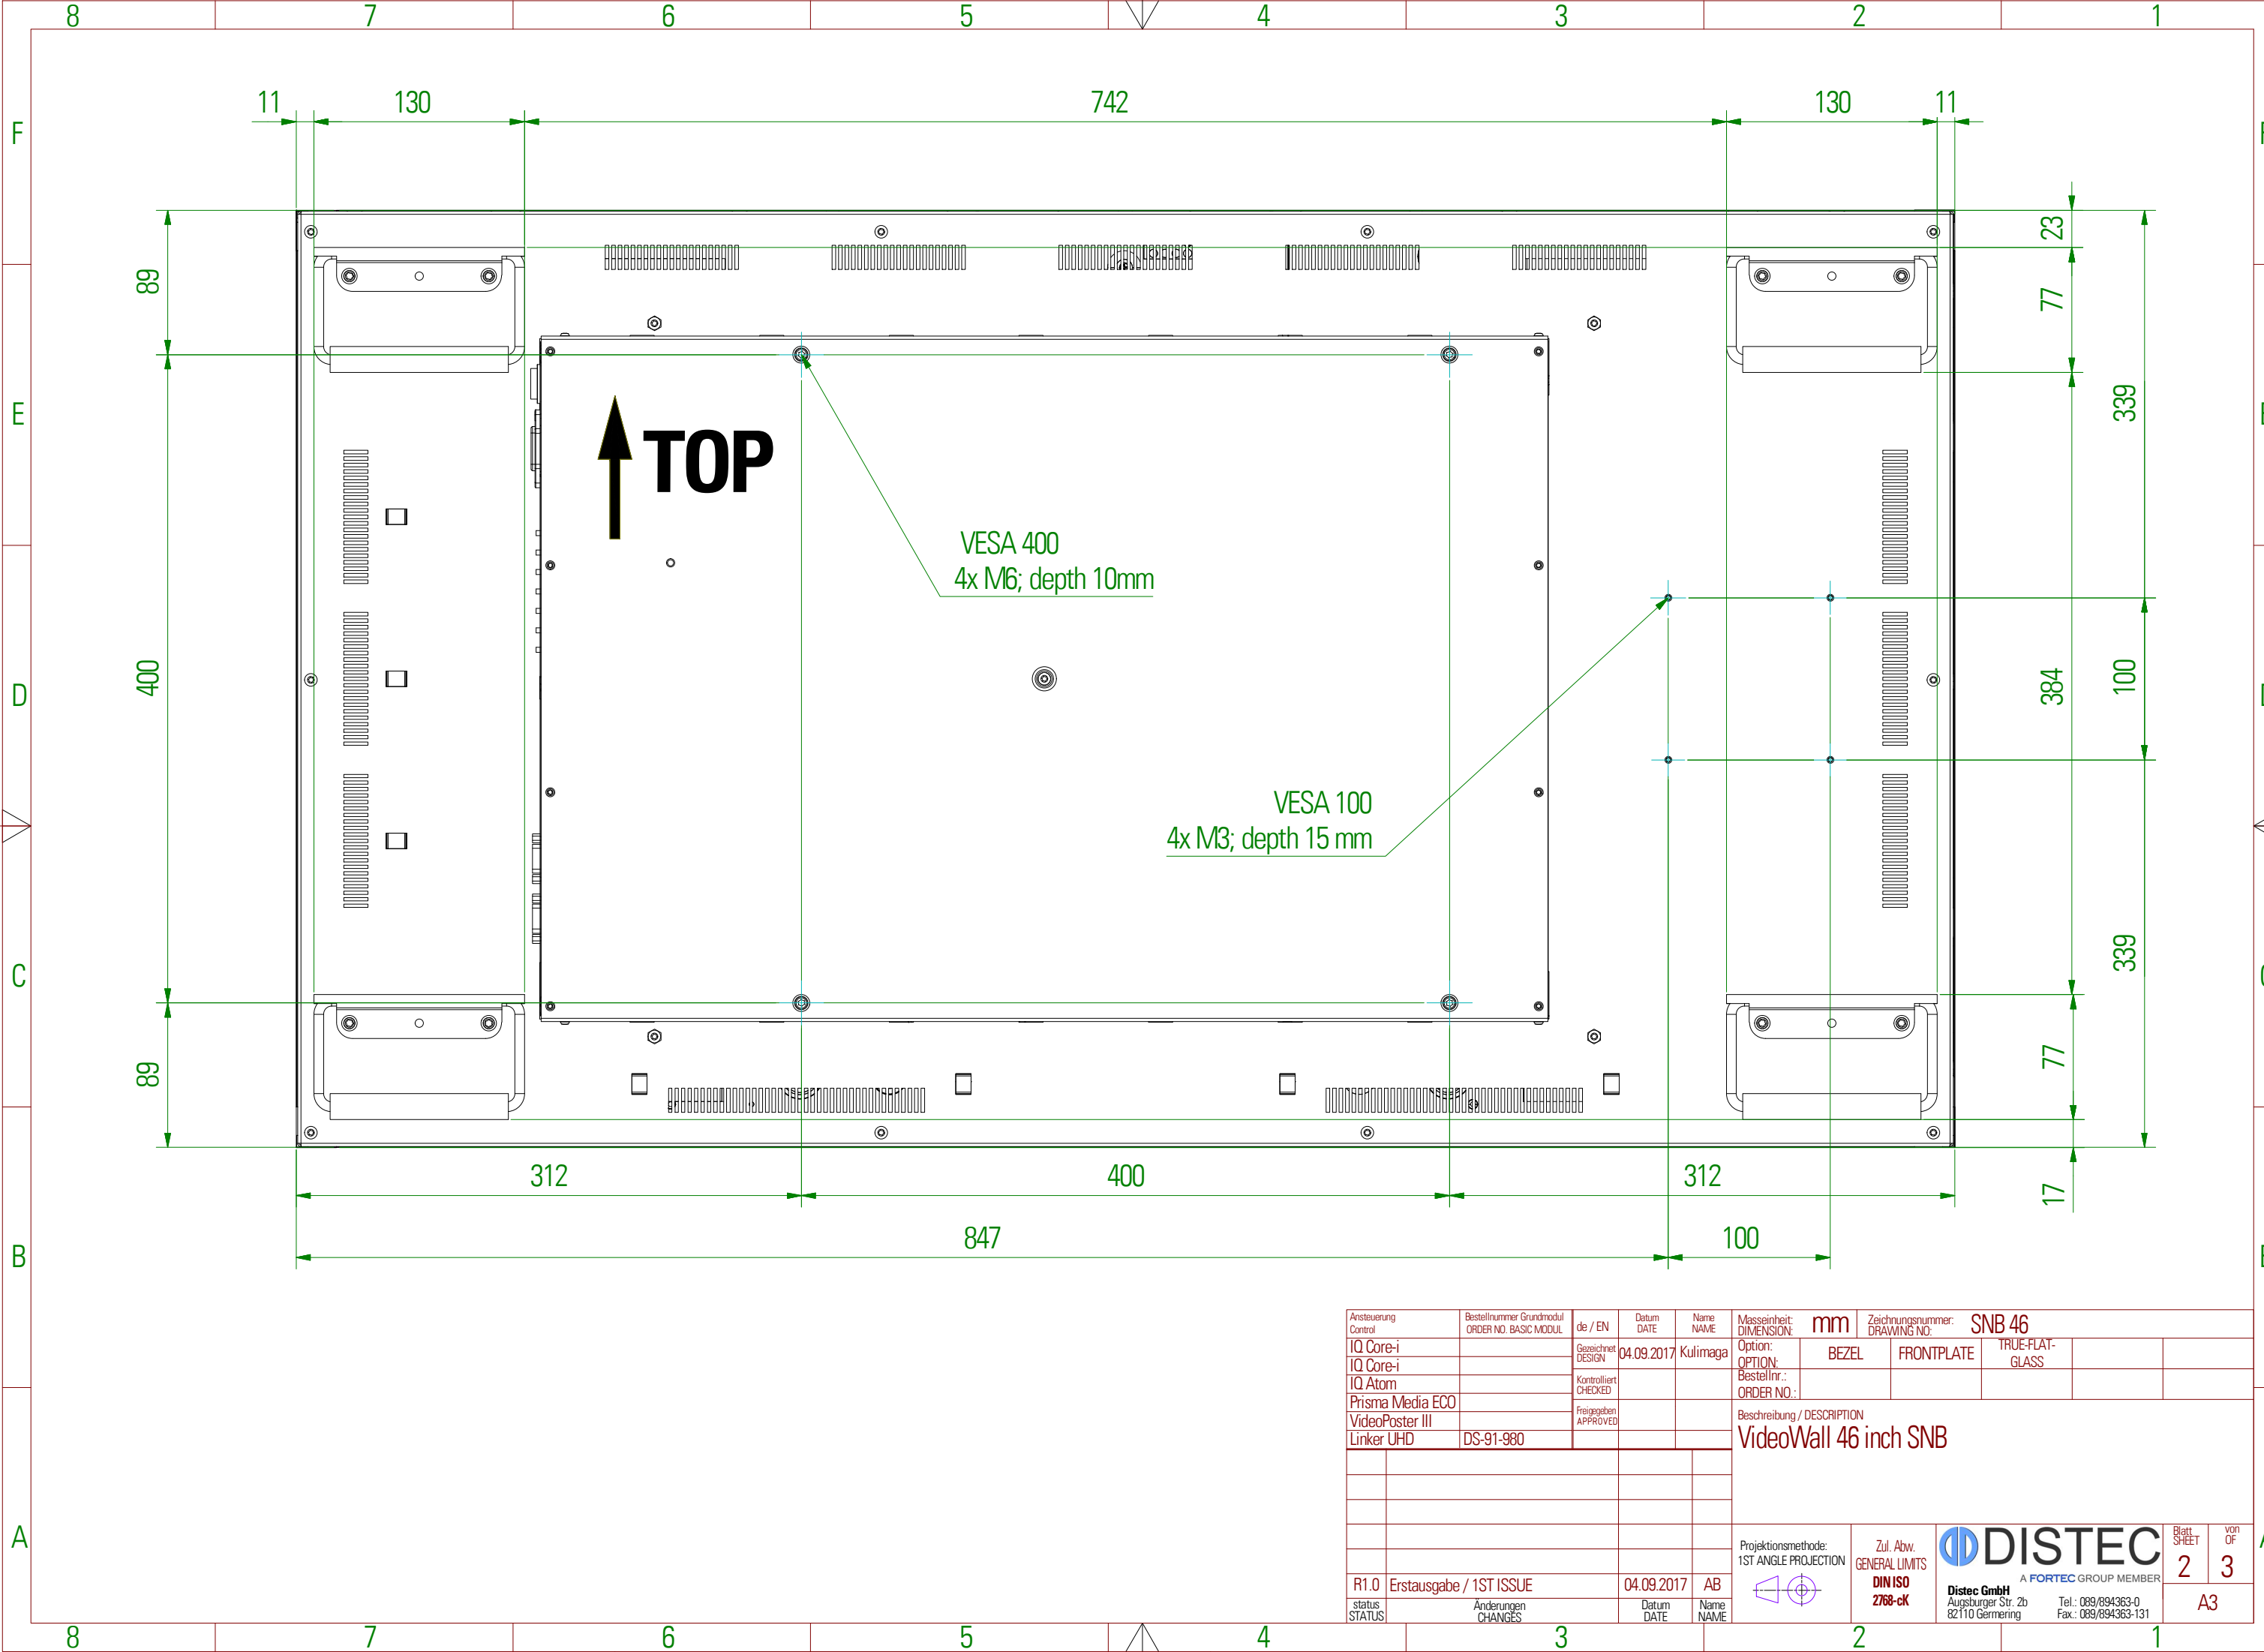 8 7 6 5 4 3 2 1
11 130 742 130 11
F
23
89
77
E
339
TOP
VESA 400
4x M6; depth 10mm
400
D
384
100
VESA 100
4x M3; depth 15 mm
C
339
89
77
312 400 312
17
847 100
B
Ansteuerung Bestellnummer Grundmodul de / EN Datum Name Masseinheit: mm Zeichnungsnummer: SNB 46
Control ORDER NO. BASIC MODUL DATE NAME DIMENSION: DRAWING NO:
IQ Core-i Gezeichnet 04.09.2017 Kulimaga Option: BEZEL FRONTPLATE TRUE-FLAT-
DESIGN OPTION: GLASS
IQ Core-i
IQ Atom Kontrolliert Bestellnr.:
CHECKED ORDER NO.:
Prisma Media ECO
VideoPoster III Freigegeben Beschreibung / DESCRIPTION
APPROVED
Linker UHD DS-91-980 VideoWall 46 inch SNB
A
Projektionsmethode: Zul. Abw. DISTEC Blatt von
1ST ANGLE PROJECTION GENERAL LIMITS SHEET OF
DIN ISO A FORTEC GROUP MEMBER 2 3
2768-cK Distec GmbH
Augsburger Str. 2b Tel.: 089/894363-0 A3
82110 Germering Fax.: 089/894363-131
R1.0 Erstausgabe / 1ST ISSUE 04.09.2017 AB
status Änderungen Datum Name
STATUS CHANGES DATE NAME
8 7 6 5 4 3 2 1